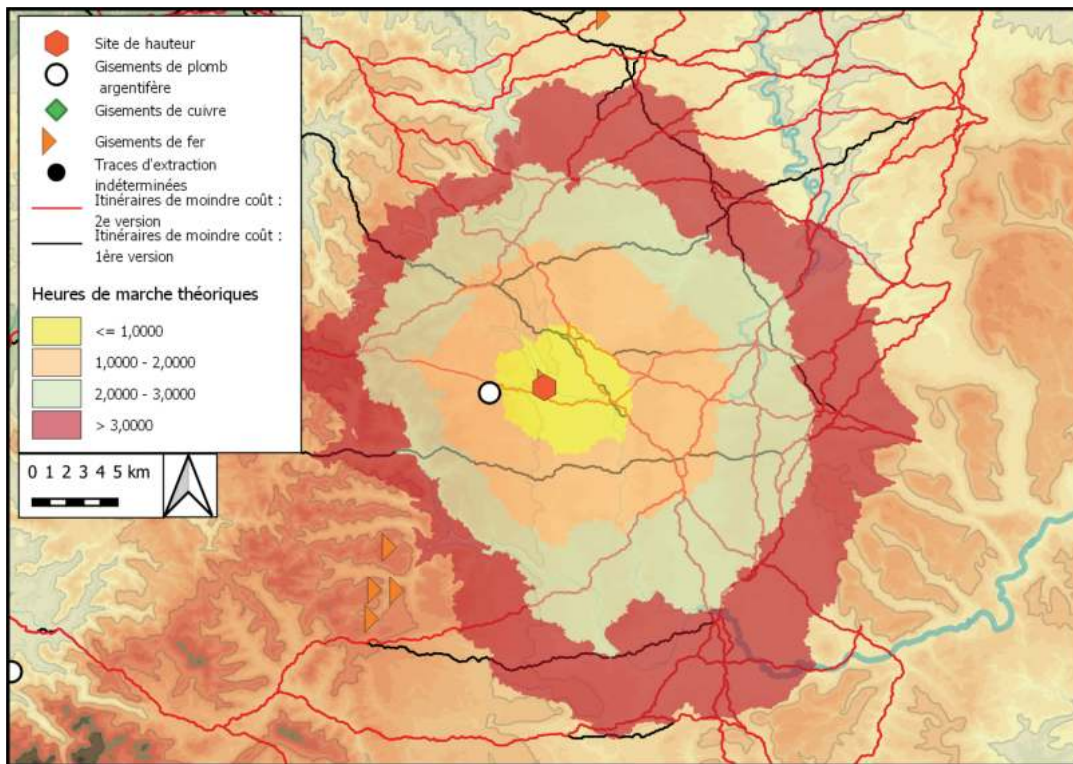 Site de hauteur
Gisements de plomb
argentifère
Gisements de cuivre
Gisements de fer
Traces d'extraction
indéterminées
Itinéraires de moindre coût :
2e version
Itinéraires de moindre coût :
1ère version
Heures de marche théoriques
<= 1,0000
1,0000 - 2,0000
2,0000 - 3,0000
> 3,0000
0 1 2 3 4 5 km